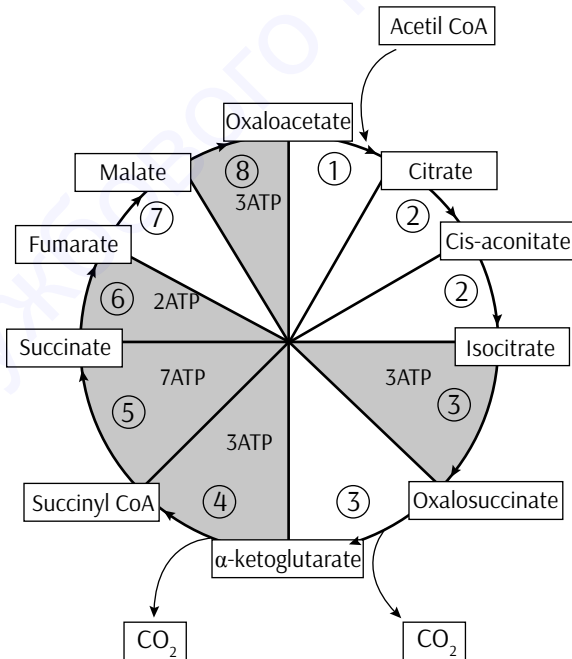 Acetil CoA
Oxaloacetate
Malate
⑧
①
Citrate
3ATP
⑦
②
Fumarate
Cis-aconitate
⑥
2ATP
②
Succinate
Isocitrate
7ATP
3ATP
⑤
③
3ATP
Succinyl CoA
④
③
Oxalosuccinate
α-ketoglutarate
CO₂
CO₂